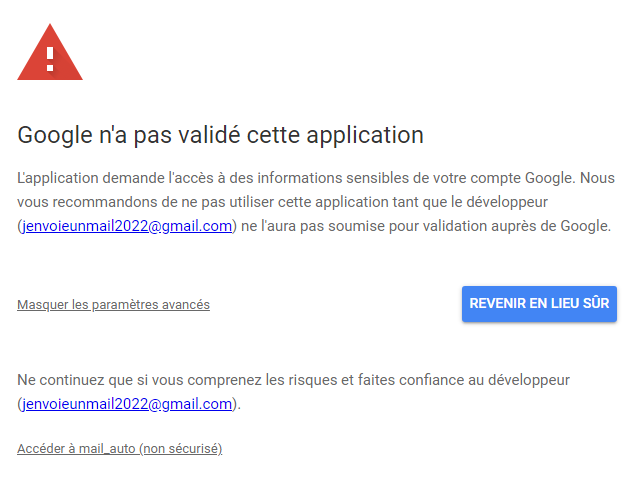 Google n'a pas validé cette application
L'application demande l'accès à des informations sensibles de votre compte Google. Nous
vous recommandons de ne pas utiliser cette application tant que le développeur
(jenvoieunmail2022@gmail.com) ne l'aura pas soumise pour validation auprès de Google.
Masquer les paramètres avancés
REVENIR EN LIEU SÛR
Ne continuez que si vous comprenez les risques et faites confiance au développeur
(jenvoieunmail2022@gmail.com).
Accéder à mail_auto (non sécurisé)